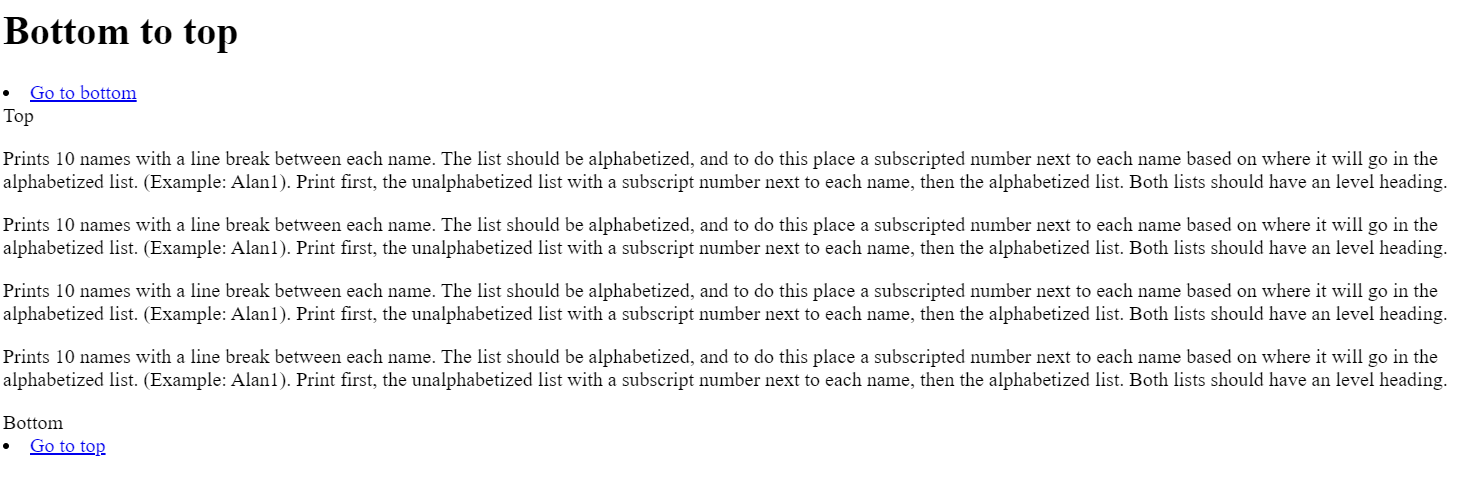 Bottom to top
• Go to bottom
Top
Prints 10 names with a line break between each name. The list should be alphabetized, and to do this place a subscripted number next to each name based on where it will go in the
alphabetized list. (Example: Alan1). Print first, the unalphabetized list with a subscript number next to each name, then the alphabetized list. Both lists should have an level heading.
Prints 10 names with a line break between each name. The list should be alphabetized, and to do this place a subscripted number next to each name based on where it will go in the
alphabetized list. (Example: Alan1). Print first, the unalphabetized list with a subscript number next to each name, then the alphabetized list. Both lists should have an level heading.
Prints 10 names with a line break between each name. The list should be alphabetized, and to do this place a subscripted number next to each name based on where it will go in the
alphabetized list. (Example: Alan1). Print first, the unalphabetized list with a subscript number next to each name, then the alphabetized list. Both lists should have an level heading.
Prints 10 names with a line break between each name. The list should be alphabetized, and to do this place a subscripted number next to each name based on where it will go in the
alphabetized list. (Example: Alan1). Print first, the unalphabetized list with a subscript number next to each name, then the alphabetized list. Both lists should have an level heading.
Bottom
• Go to top